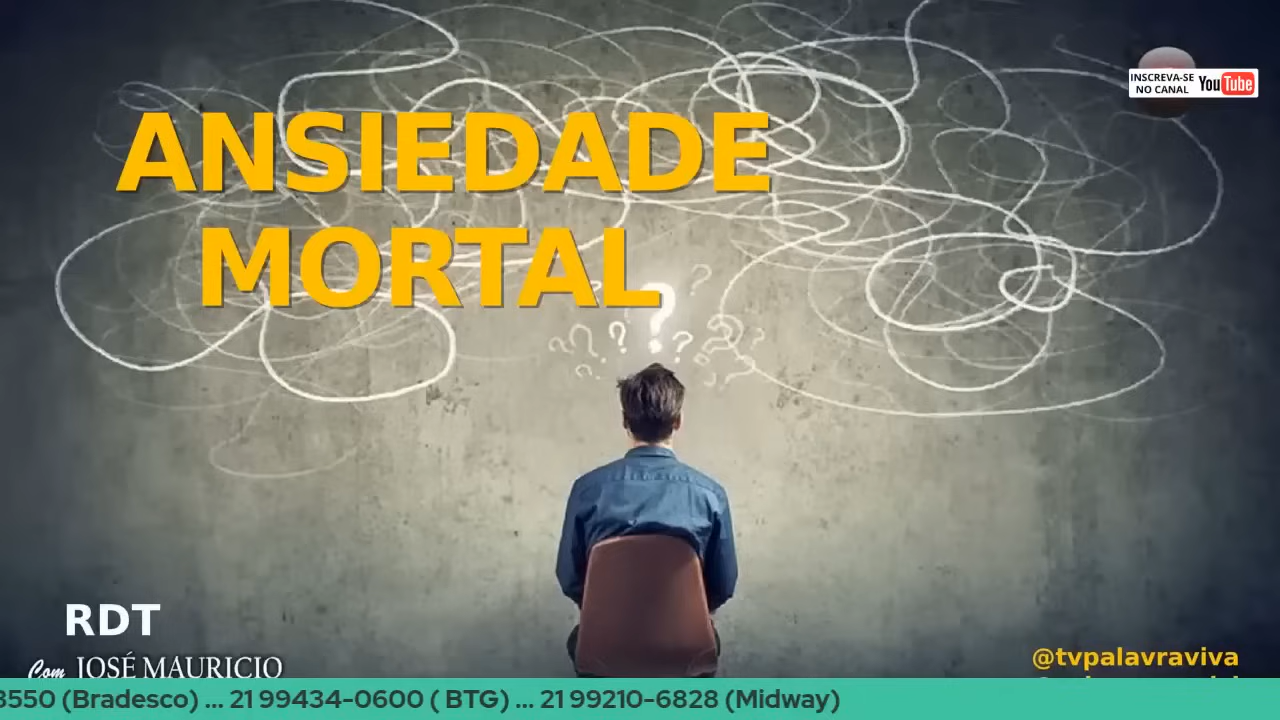 INSCREVA-SE
NO CANAL
YouTube
ANSIEDADE
MORTAL
RDT
Com JOSÉ MAURICIO
@tvpalavraviva
3550 (Bradesco) ... 21 99434-0600 ( BTG) ... 21 99210-6828 (Midway)